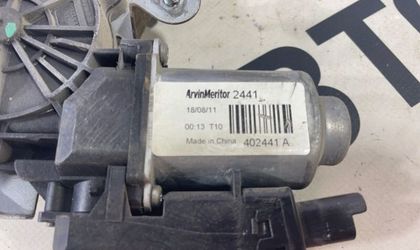 ArvinMeritor 2441
18/08/11
00:13 T10
Made in China 402441 A